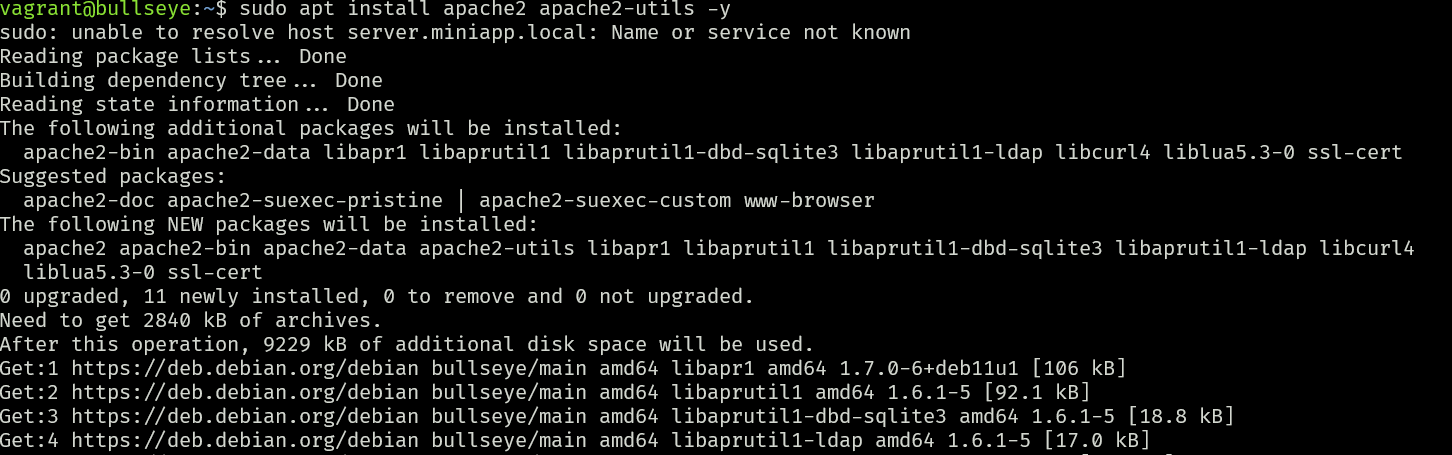 vagrant@bullseye:~$ sudo apt install apache2 apache2-utils -y
sudo: unable to resolve host server.miniapp.local: Name or service not known
Reading package lists... Done
Building dependency tree... Done
Reading state information... Done
The following additional packages will be installed:
  apache2-bin apache2-data libapr1 libaprutil1 libaprutil1-dbd-sqlite3 libaprutil1-ldap libcurl4 liblua5.3-0 ssl-cert
Suggested packages:
  apache2-doc apache2-suexec-pristine | apache2-suexec-custom www-browser
The following NEW packages will be installed:
  apache2 apache2-bin apache2-data apache2-utils libapr1 libaprutil1 libaprutil1-dbd-sqlite3 libaprutil1-ldap libcurl4
  liblua5.3-0 ssl-cert
0 upgraded, 11 newly installed, 0 to remove and 0 not upgraded.
Need to get 2840 kB of archives.
After this operation, 9229 kB of additional disk space will be used.
Get:1 https://deb.debian.org/debian bullseye/main amd64 libapr1 amd64 1.7.0-6+deb11u1 [106 kB]
Get:2 https://deb.debian.org/debian bullseye/main amd64 libaprutil1 amd64 1.6.1-5 [92.1 kB]
Get:3 https://deb.debian.org/debian bullseye/main amd64 libaprutil1-dbd-sqlite3 amd64 1.6.1-5 [18.8 kB]
Get:4 https://deb.debian.org/debian bullseye/main amd64 libaprutil1-ldap amd64 1.6.1-5 [17.0 kB]